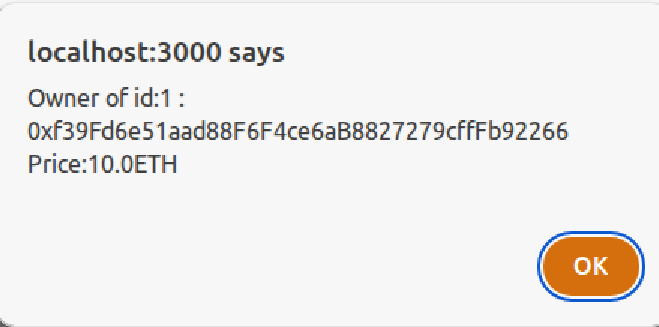 localhost:3000 says
Owner of id:1 :
0xf39Fd6e51aad88F6F4ce6aB8827279cffFb92266
Price:10.0ETH
OK